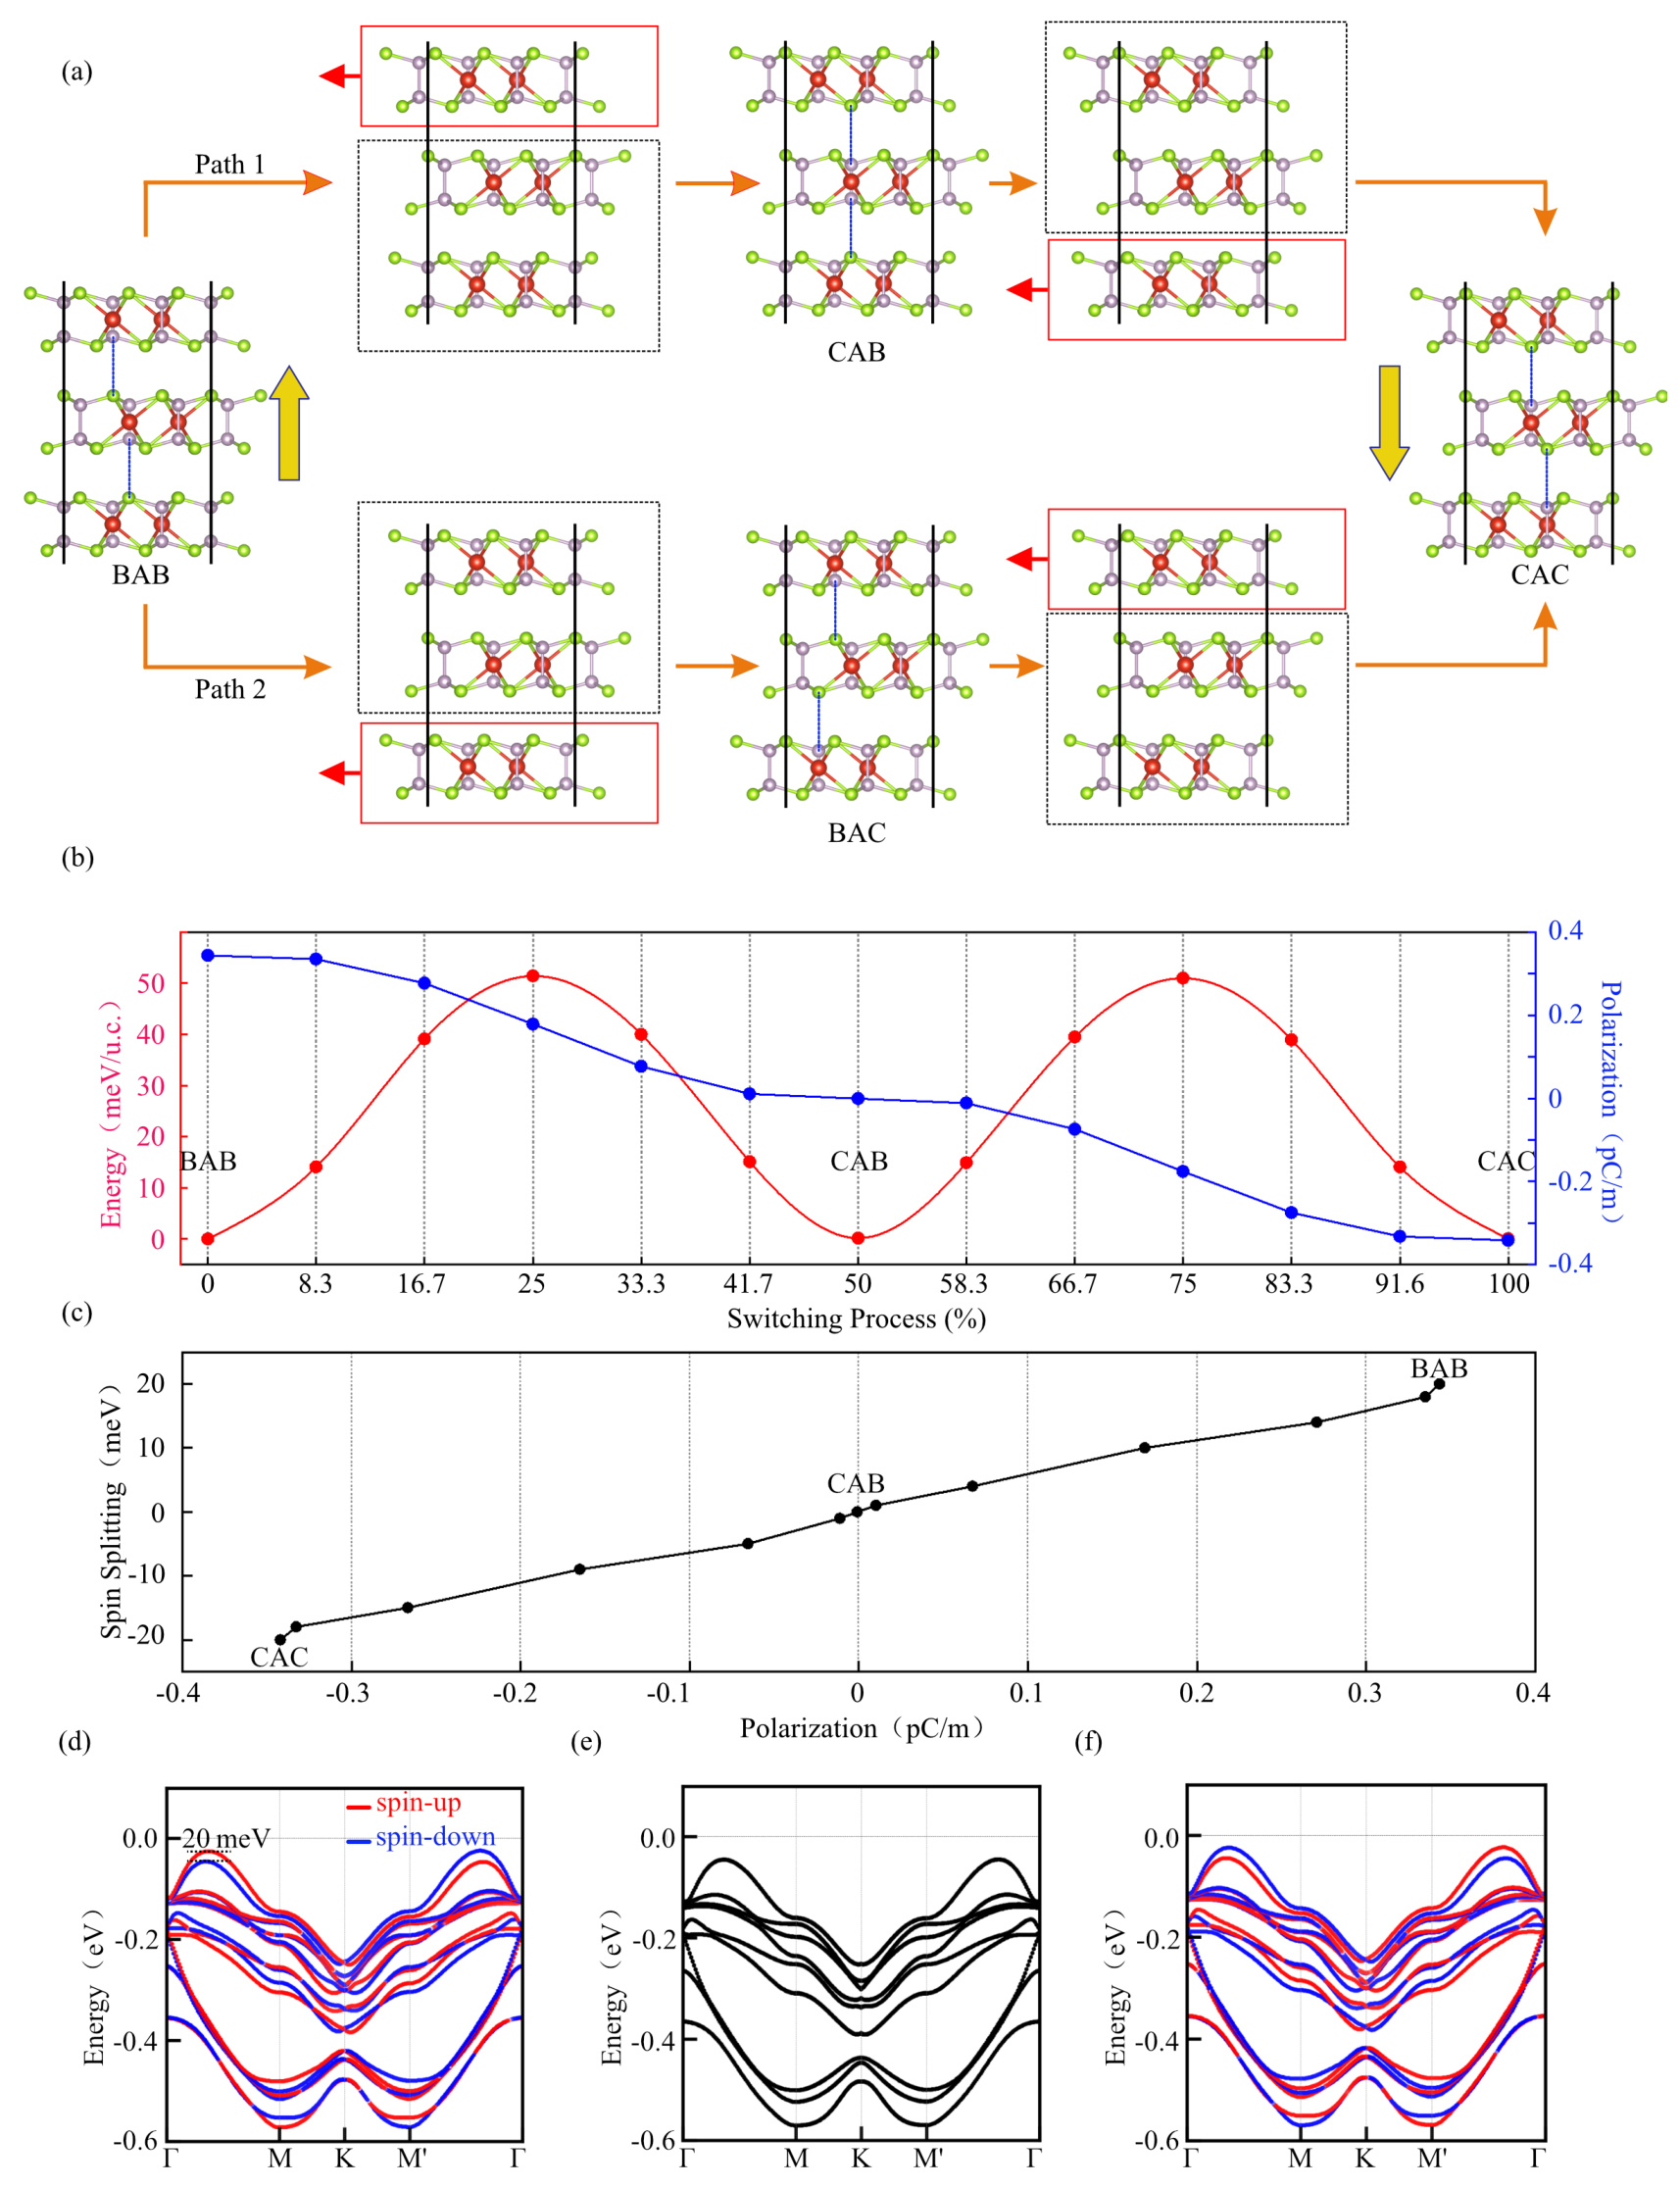 (a)
Path 1
CAB
BAB
CAC
Path 2
BAC
(b)
Energy（meV/u.c.）
50
40
30
20
10
0
0.4
0.2
0
-0.2
-0.4
Polarization（pC/m）
BAB
CAB
CAC
0 8.3 16.7 25 33.3 41.7 50 58.3 66.7 75 83.3 91.6 100
Switching Process (%)
(c)
Spin Splitting（meV）
20
10
0
-10
-20
BAB
CAB
CAC
-0.4 -0.3 -0.2 -0.1 0 0.1 0.2 0.3 0.4
Polarization（pC/m）
(d)
Energy（eV）
0.0
-0.2
-0.4
-0.6
20 meV
spin-up
spin-down
Γ M K M' Γ
(e)
Energy（eV）
0.0
-0.2
-0.4
-0.6
Γ M K M' Γ
(f)
Energy（eV）
0.0
-0.2
-0.4
-0.6
Γ M K M' Γ